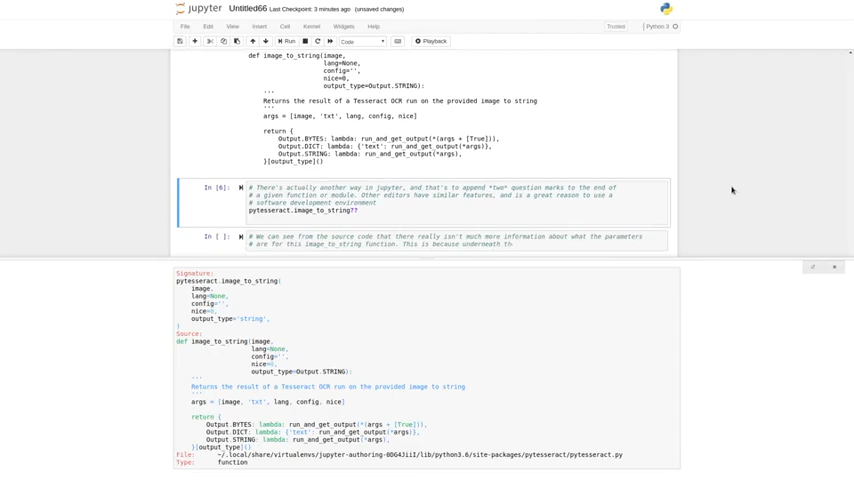 jupyter Untitled66 Last Checkpoint: 3 minutes ago (unsaved changes)
File Edit View Insert Cell Kernel Widgets Help Trusted Python 3
Run Code Playback
def image_to_string(image,
lang=None,
config='',
nice=0,
output_type=Output.STRING):
'''
Returns the result of a Tesseract OCR run on the provided image to string
'''
args = [image, 'txt', lang, config, nice]
return {
Output.BYTES: lambda: run_and_get_output(*(args + [True])),
Output.DICT: lambda: {'text': run_and_get_output(*args)},
Output.STRING: lambda: run_and_get_output(*args),
}[output_type]()
In [6]:
# There's actually another way in jupyter, and that's to append *two* question marks to the end of
# a given function or module. Other editors have similar features, and is a great reason to use a
# software development environment
pytesseract.image_to_string??
In [ ]:
# We can see from the source code that there really isn't much more information about what the parameters
# are for this image_to_string function. This is because underneath th
Signature:
pytesseract.image_to_string(
image,
lang=None,
config='',
nice=0,
output_type='string',
)
Source:
def image_to_string(image,
lang=None,
config='',
nice=0,
output_type=Output.STRING):
'''
Returns the result of a Tesseract OCR run on the provided image to string
'''
args = [image, 'txt', lang, config, nice]
return {
Output.BYTES: lambda: run_and_get_output(*(args + [True])),
Output.DICT: lambda: {'text': run_and_get_output(*args)},
Output.STRING: lambda: run_and_get_output(*args),
}[output_type]()
File: ~/.local/share/virtualenvs/jupyter-authoring-0DG4JiiI/lib/python3.6/site-packages/pytesseract/pytesseract.py
Type: function